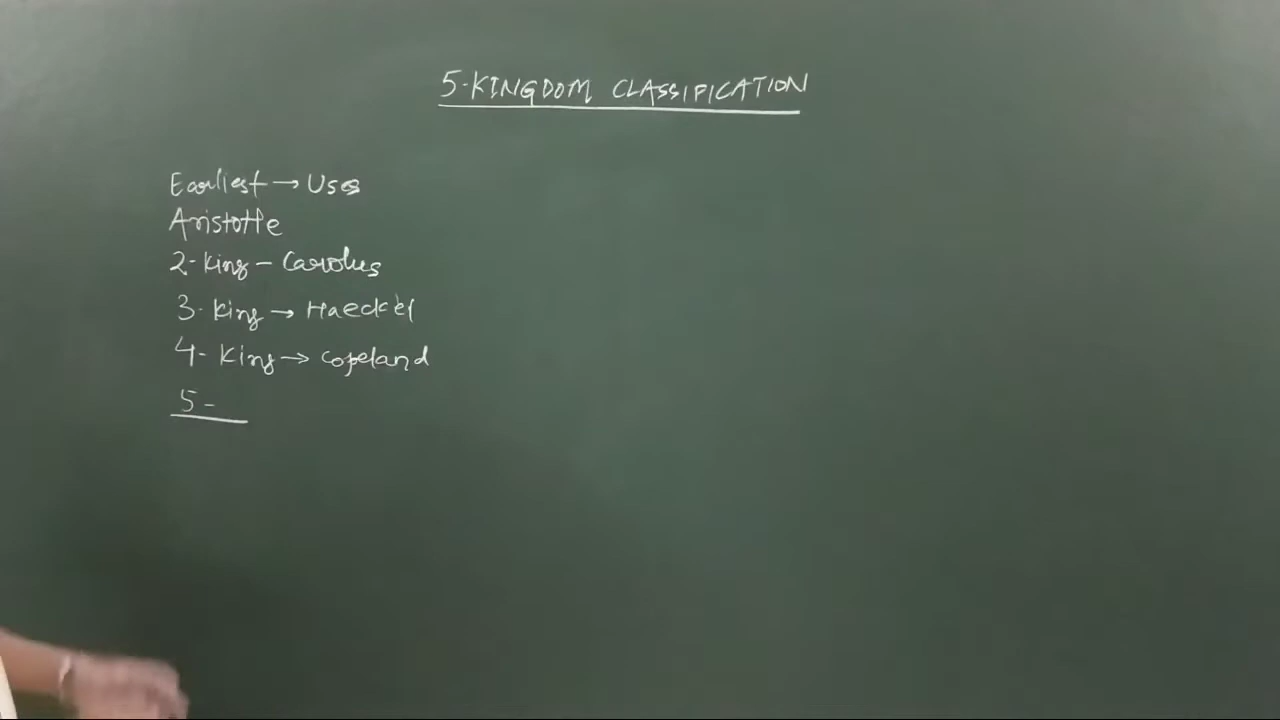 5-KINGDOM CLASSIFICATION
Earliest → Uses
Aristotle
2-King - Carolus
3-King → Haeckel
4-King → Copeland
5-